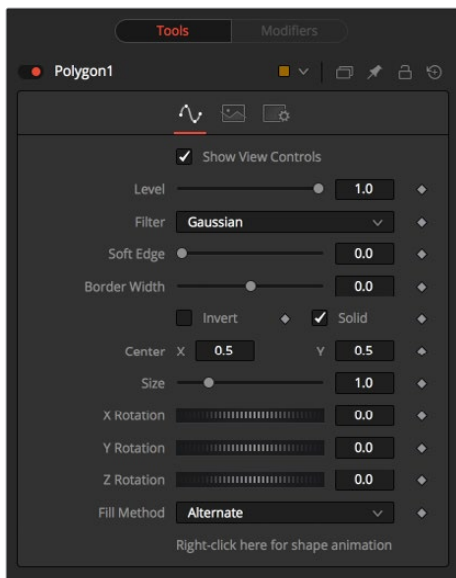 Tools Modifiers
Polygon1
Show View Controls
Level 1.0
Filter Gaussian
Soft Edge 0.0
Border Width 0.0
Invert Solid
Center X 0.5 Y 0.5
Size 1.0
X Rotation 0.0
Y Rotation 0.0
Z Rotation 0.0
Fill Method Alternate
Right-click here for shape animation